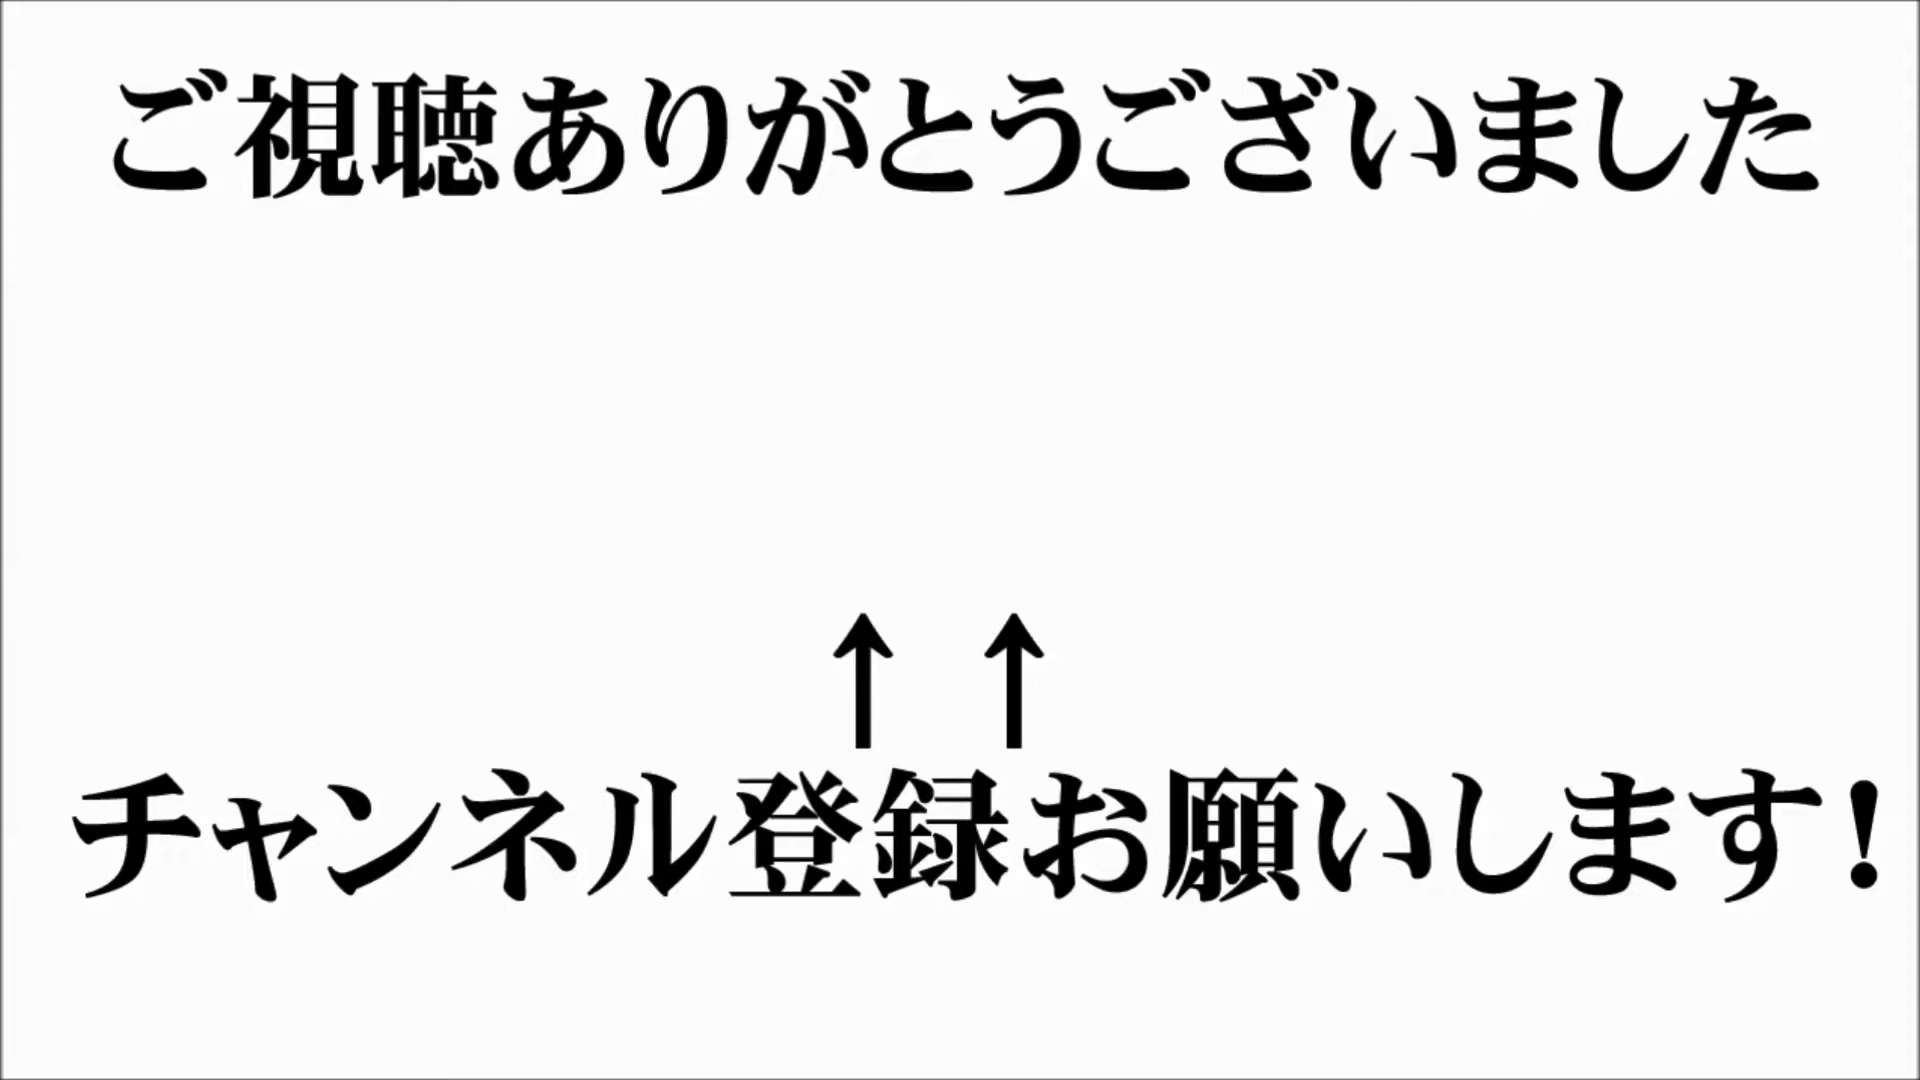 ご視聴ありがとうございました
↑ ↑
チャンネル登録お願いします！